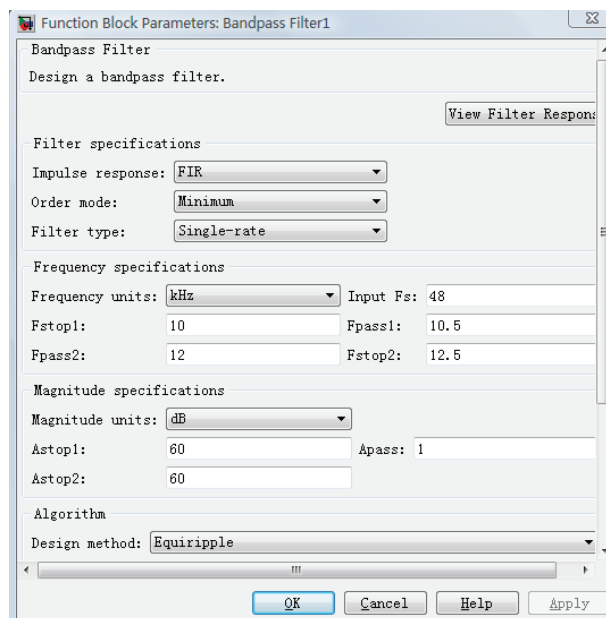 Function Block Parameters: Bandpass Filter1
Bandpass Filter
Design a bandpass filter.
View Filter Respon
Filter specifications
Impulse response: FIR
Order mode: Minimum
Filter type: Single-rate
Frequency specifications
Frequency units: kHz Input Fs: 48
Fstop1: 10 Fpass1: 10.5
Fpass2: 12 Fstop2: 12.5
Magnitude specifications
Magnitude units: dB
Astop1: 60 Apass: 1
Astop2: 60
Algorithm
Design method: Equiripple
OK Cancel Help Apply